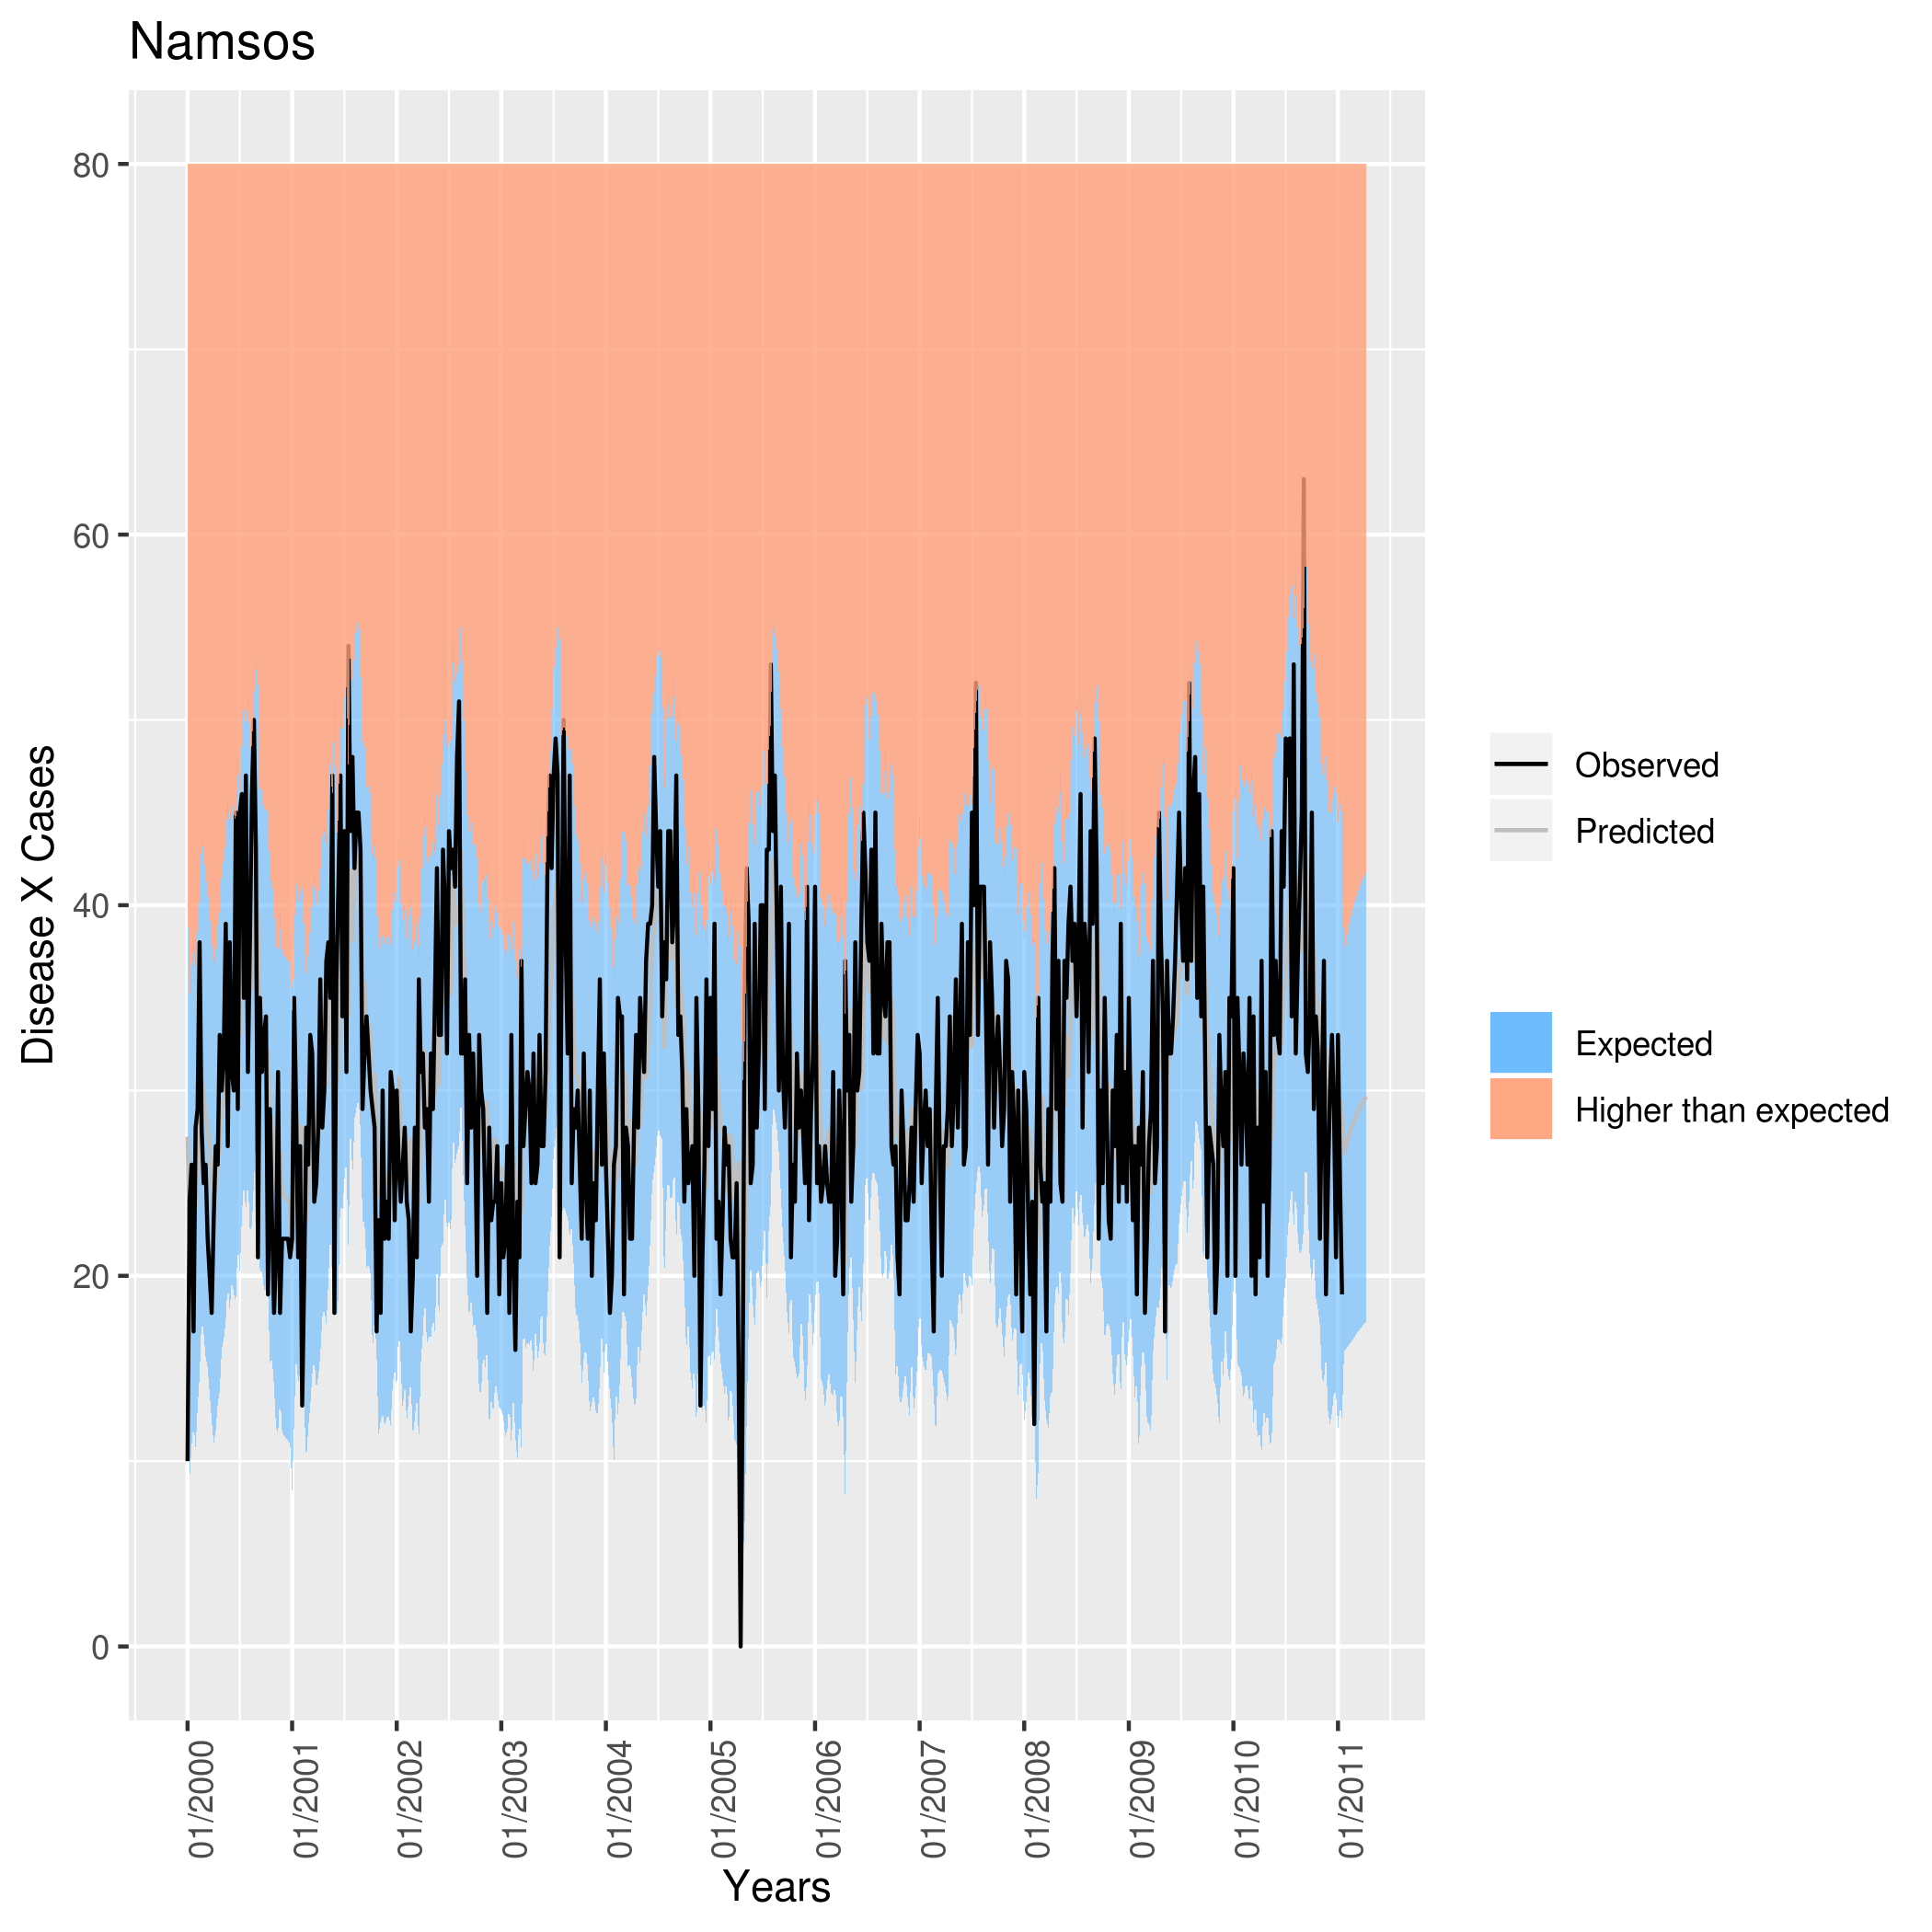 Namsos
80
60
40
20
0
Disease X Cases
01/2000
01/2001
01/2002
01/2003
01/2004
01/2005
01/2006
01/2007
01/2008
01/2009
01/2010
01/2011
Years
Observed
Predicted
Expected
Higher than expected